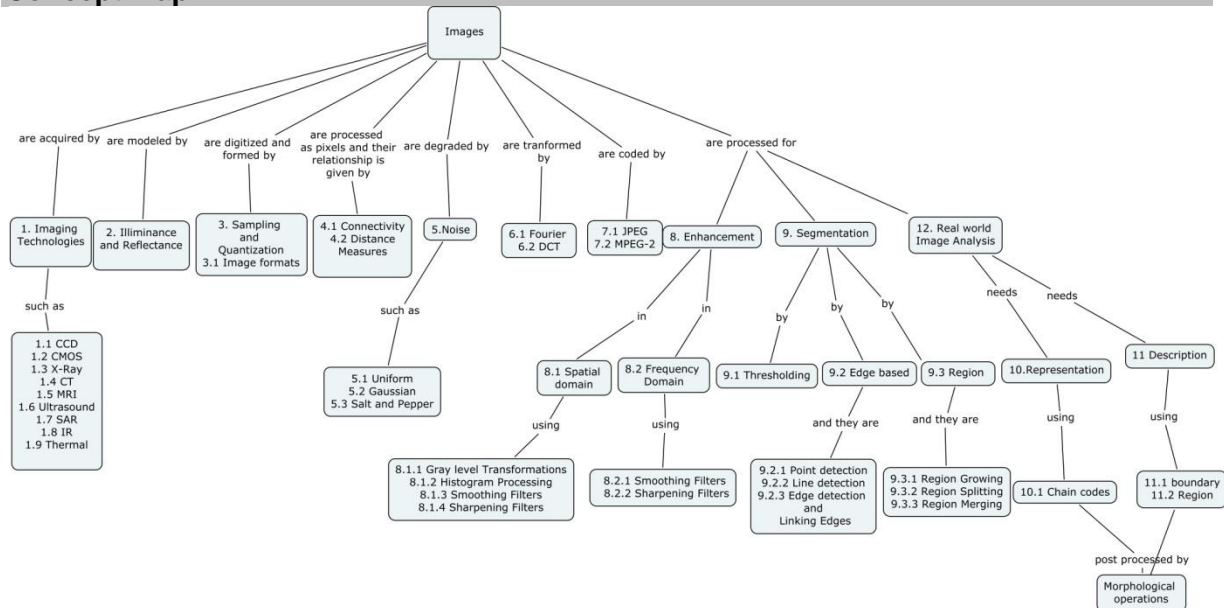 Images
are acquired by
are modeled by
are digitized and
formed by
are processed
as pixels and their
relationship is
given by
are degraded by
are tranformed
by
are coded by
are processed for
1. Imaging
Technologies
2. Illiminance
and Reflectance
3. Sampling
and
Quantization
3.1 Image formats
4.1 Connectivity
4.2 Distance
Measures
5.Noise
6.1 Fourier
6.2 DCT
7.1 JPEG
7.2 MPEG-2
8. Enhancement
9. Segmentation
12. Real world
Image Analysis
such as
such as
in
in
by
by
by
needs
needs
1.1 CCD
1.2 CMOS
1.3 X-Ray
1.4 CT
1.5 MRI
1.6 Ultrasound
1.7 SAR
1.8 IR
1.9 Thermal
5.1 Uniform
5.2 Gaussian
5.3 Salt and Pepper
8.1 Spatial
domain
8.2 Frequency
Domain
9.1 Thresholding
9.2 Edge based
9.3 Region
10.Representation
11 Description
using
using
and they are
and they are
using
using
8.1.1 Gray level Transformations
8.1.2 Histogram Processing
8.1.3 Smoothing Filters
8.1.4 Sharpening Filters
8.2.1 Smoothing Filters
8.2.2 Sharpening Filters
9.2.1 Point detection
9.2.2 Line detection
9.2.3 Edge detection
and
Linking Edges
9.3.1 Region Growing
9.3.2 Region Splitting
9.3.3 Region Merging
10.1 Chain codes
11.1 boundary
11.2 Region
post processed by
Morphological
operations